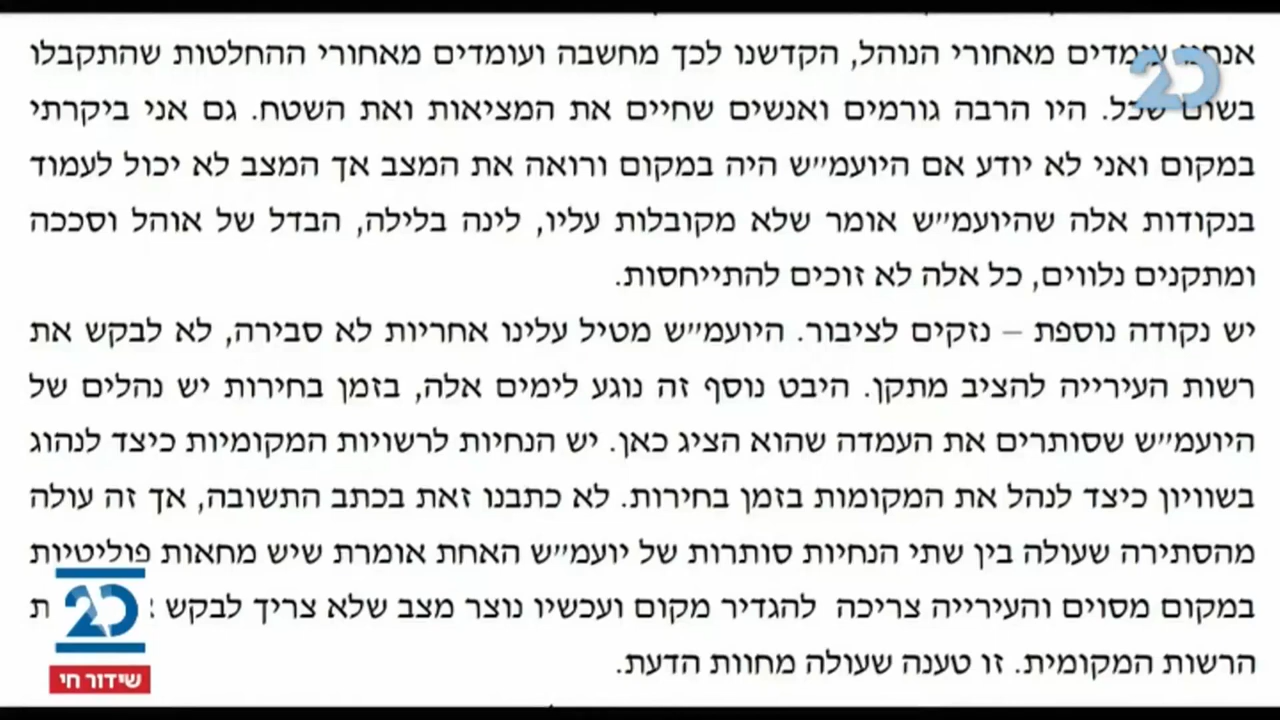 אנחנו עומדים מאחורי הנוהל, הקדשנו לכך מחשבה ועומדים מאחורי ההחלטות שהתקבלו
בשום שכל. היו הרבה גורמים ואנשים שחיים את המציאות ואת השטח. גם אני ביקרתי
במקום ואני לא יודע אם היועמ״ש היה במקום ורואה את המצב אך המצב לא יכול לעמוד
בנקודות אלה שהיועמ״ש אומר שלא מקובלות עליו, לינה בלילה, הבדל של אוהל וסככה
ומתקנים נלווים, כל אלה לא זוכים להתייחסות.
יש נקודה נוספת – נזקים לציבור. היועמ״ש מטיל עלינו אחריות לא סבירה, לא לבקש את
רשות העירייה להציב מתקן. היבט נוסף זה נוגע לימים אלה, בזמן בחירות יש נהלים של
היועמ״ש שסותרים את העמדה שהוא הציג כאן. יש הנחיות לרשויות המקומיות כיצד לנהוג
בשוויון כיצד לנהל את המקומות בזמן בחירות. לא כתבנו זאת בכתב התשובה, אך זה עולה
מהסתירה שעולה בין שתי הנחיות סותרות של יועמ״ש האחת אומרת שיש מחאות פוליטיות
במקום מסוים והעירייה צריכה להגדיר מקום ועכשיו נוצר מצב שלא צריך לבקש
הרשות המקומית. זו טענה שעולה מחוות הדעת.
20
20
שידור חי